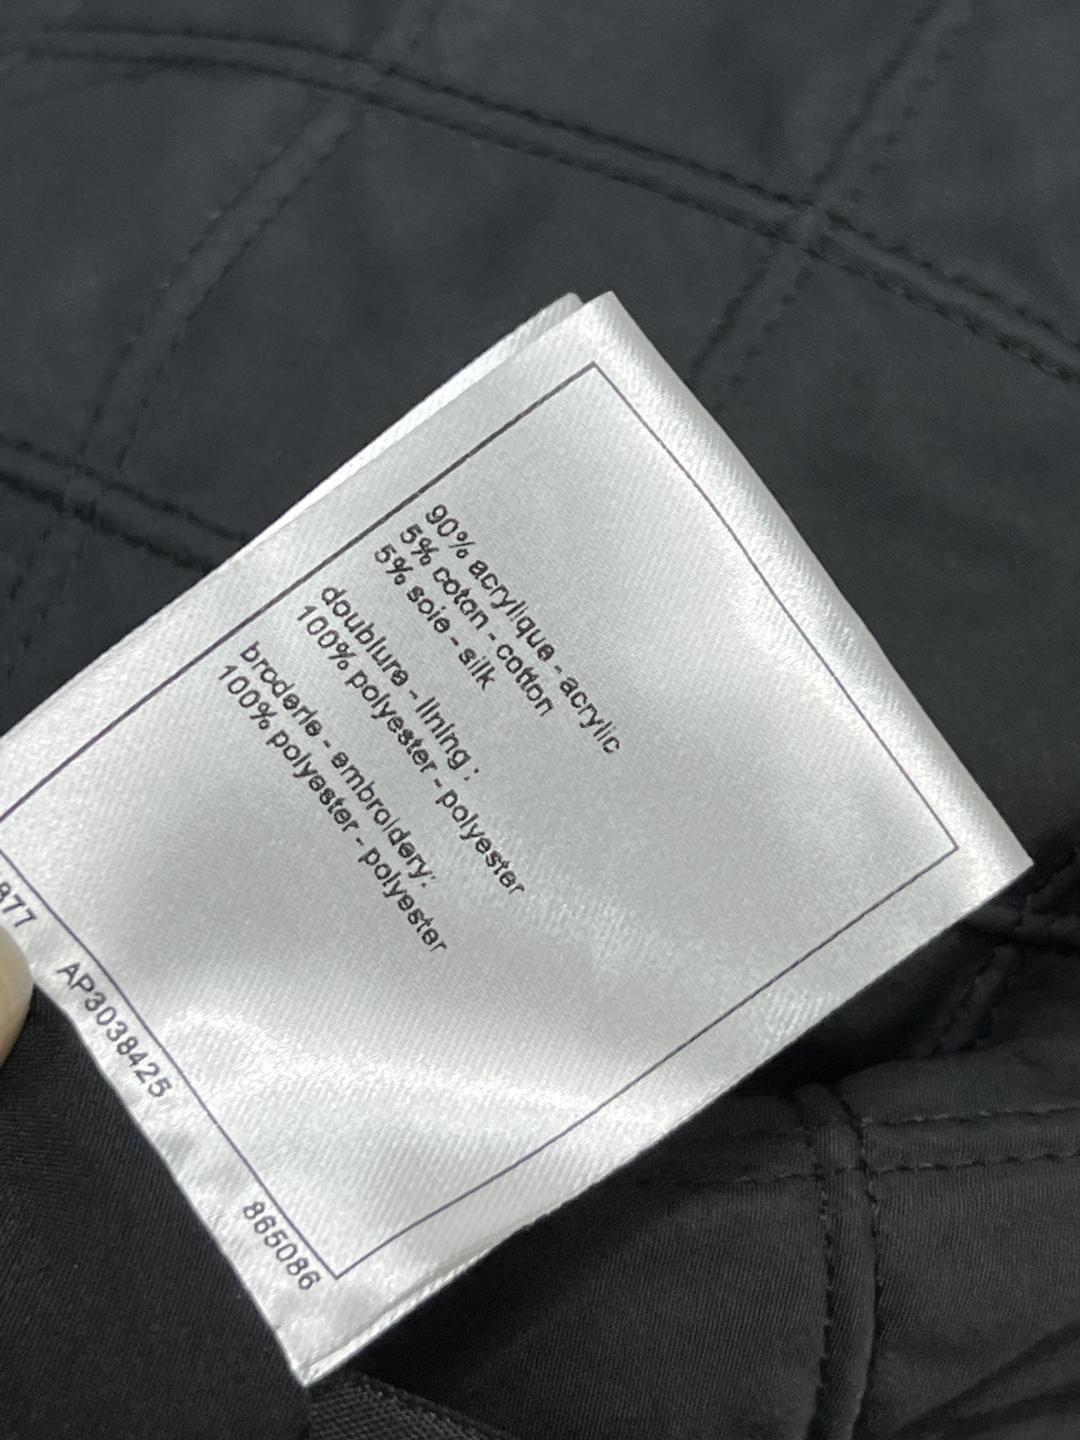 90% acrylique - acrylic
5% coton - cotton
5% soie - silk
doublure - lining :
100% polyester - polyester
broderie - embroidery:
100% polyester - polyester
877
AP3038425
865086